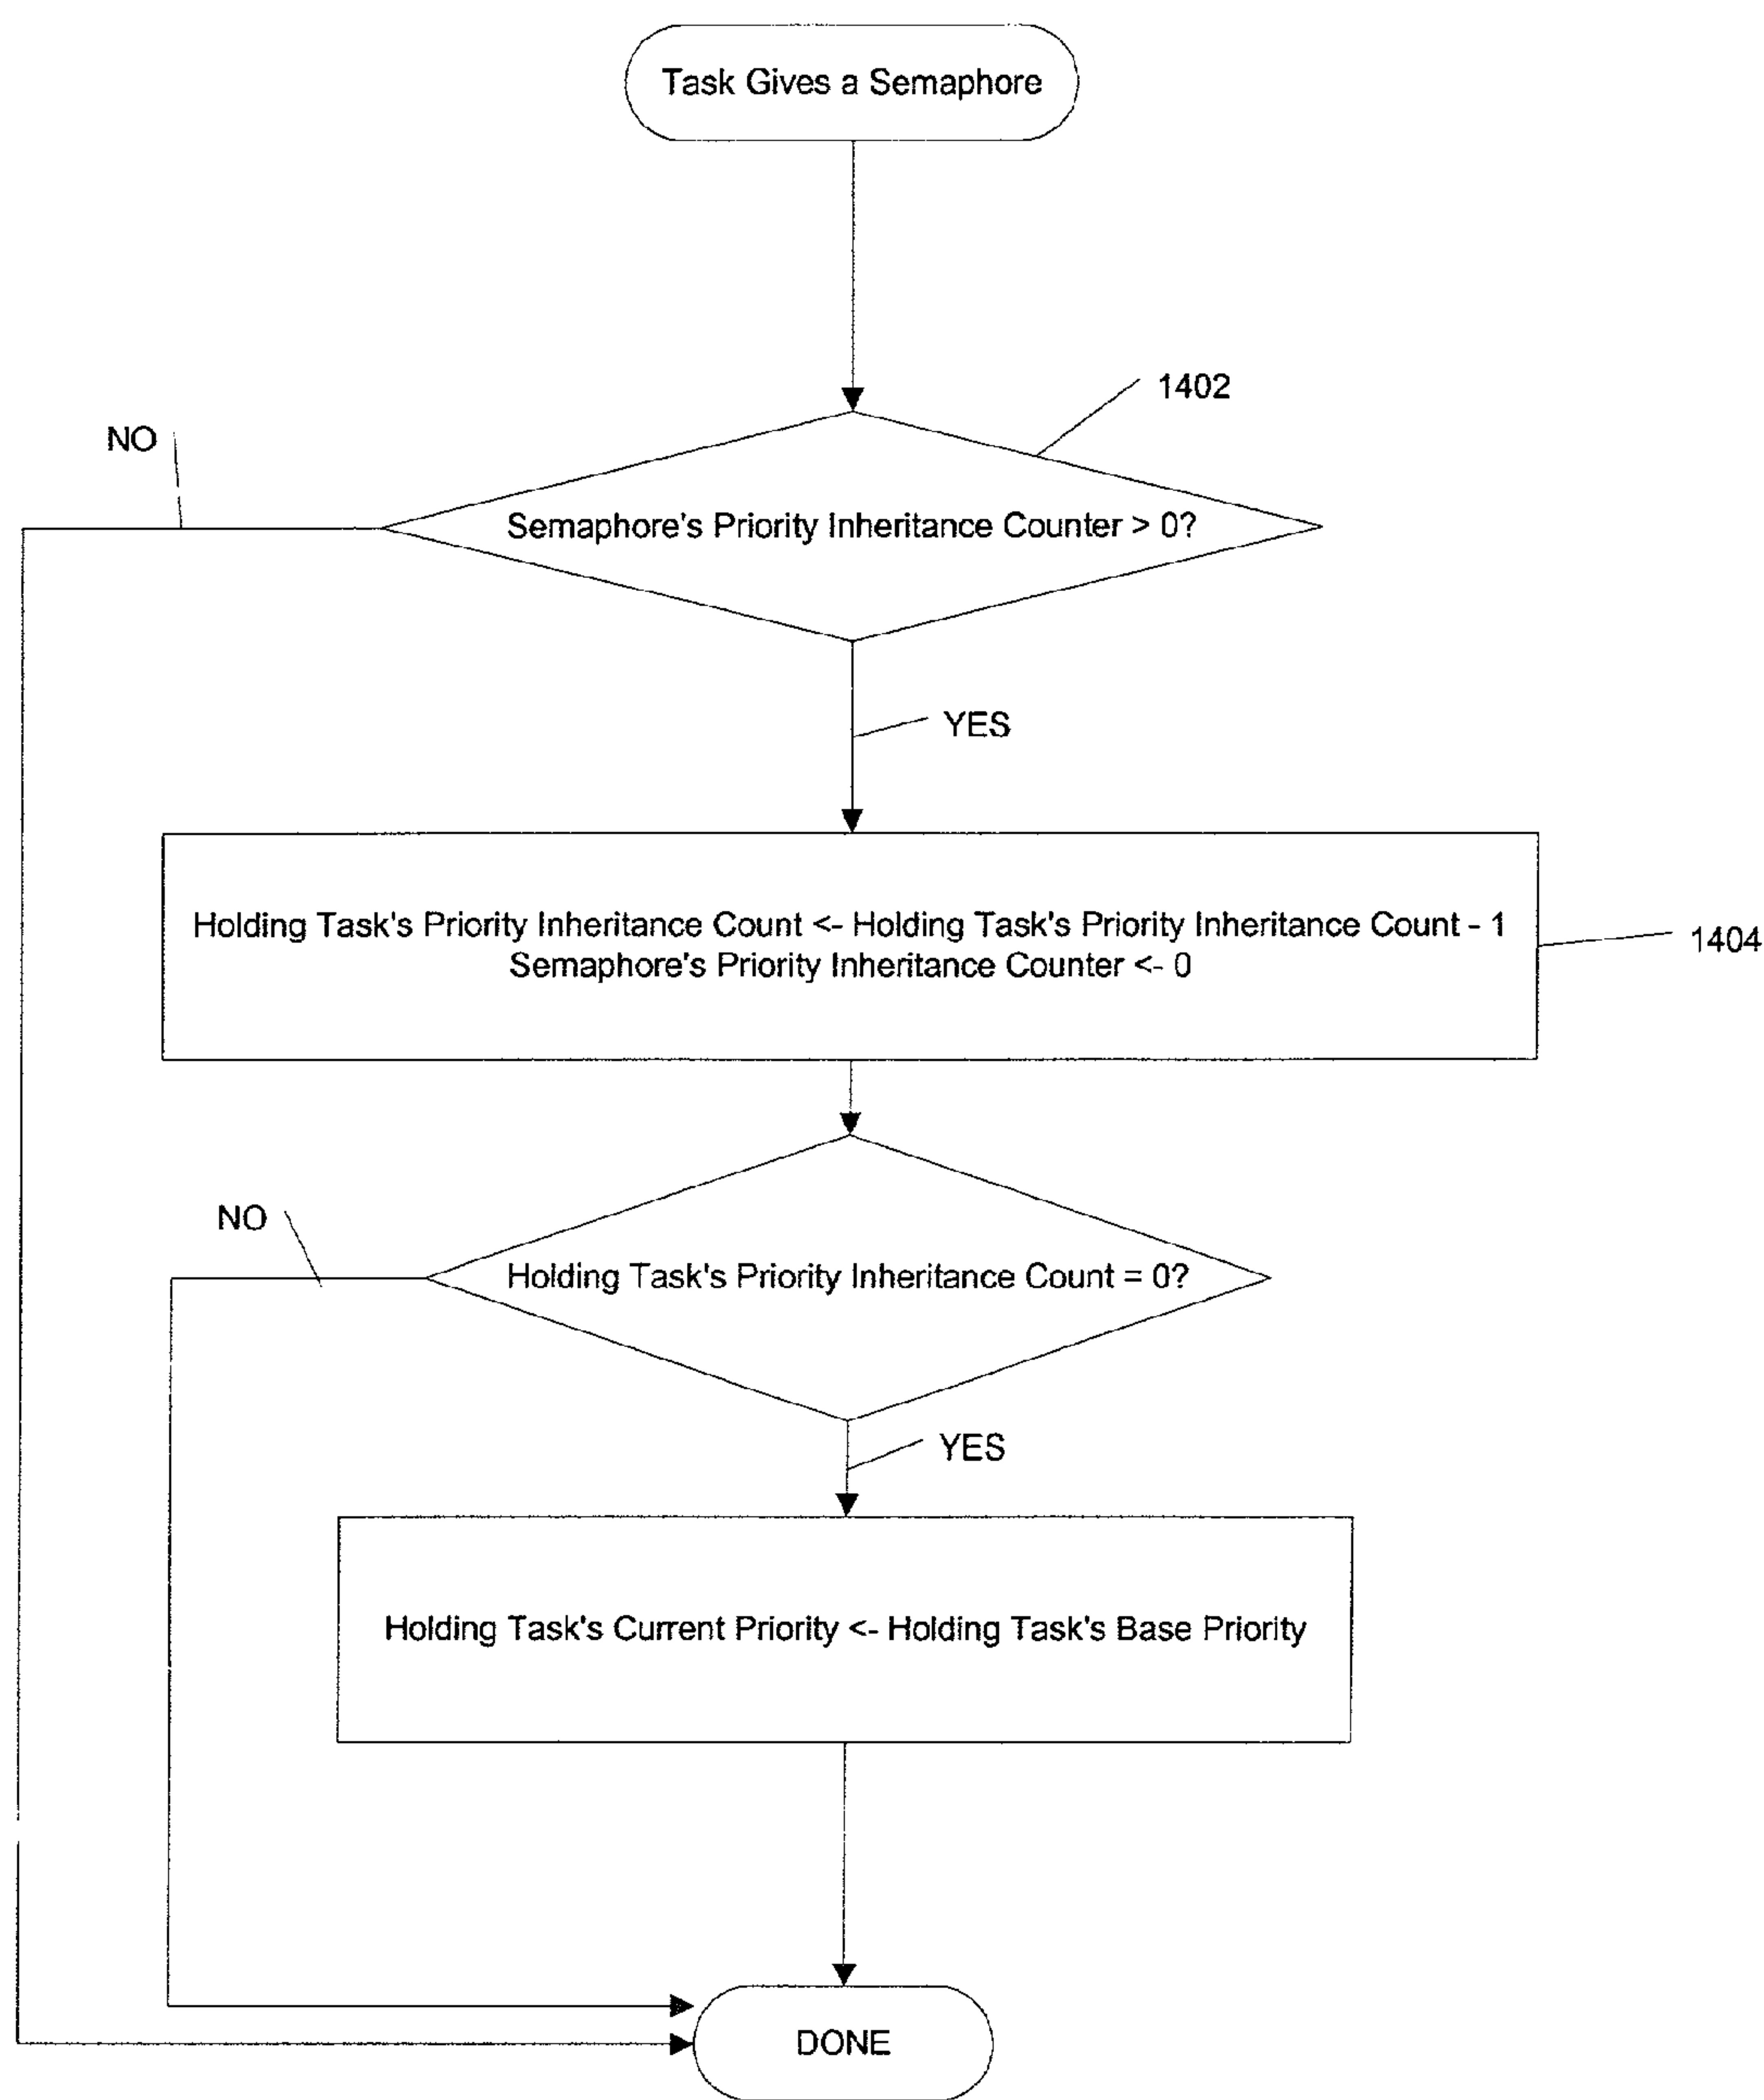 Task Gives a Semaphore
1402
NO
Semaphore's Priority Inheritance Counter > 0?
YES
Holding Task's Priority Inheritance Count <- Holding Task's Priority Inheritance Count - 1
Semaphore's Priority Inheritance Counter <- 0
1404
NO
Holding Task's Priority Inheritance Count = 0?
YES
Holding Task's Current Priority <- Holding Task's Base Priority
DONE